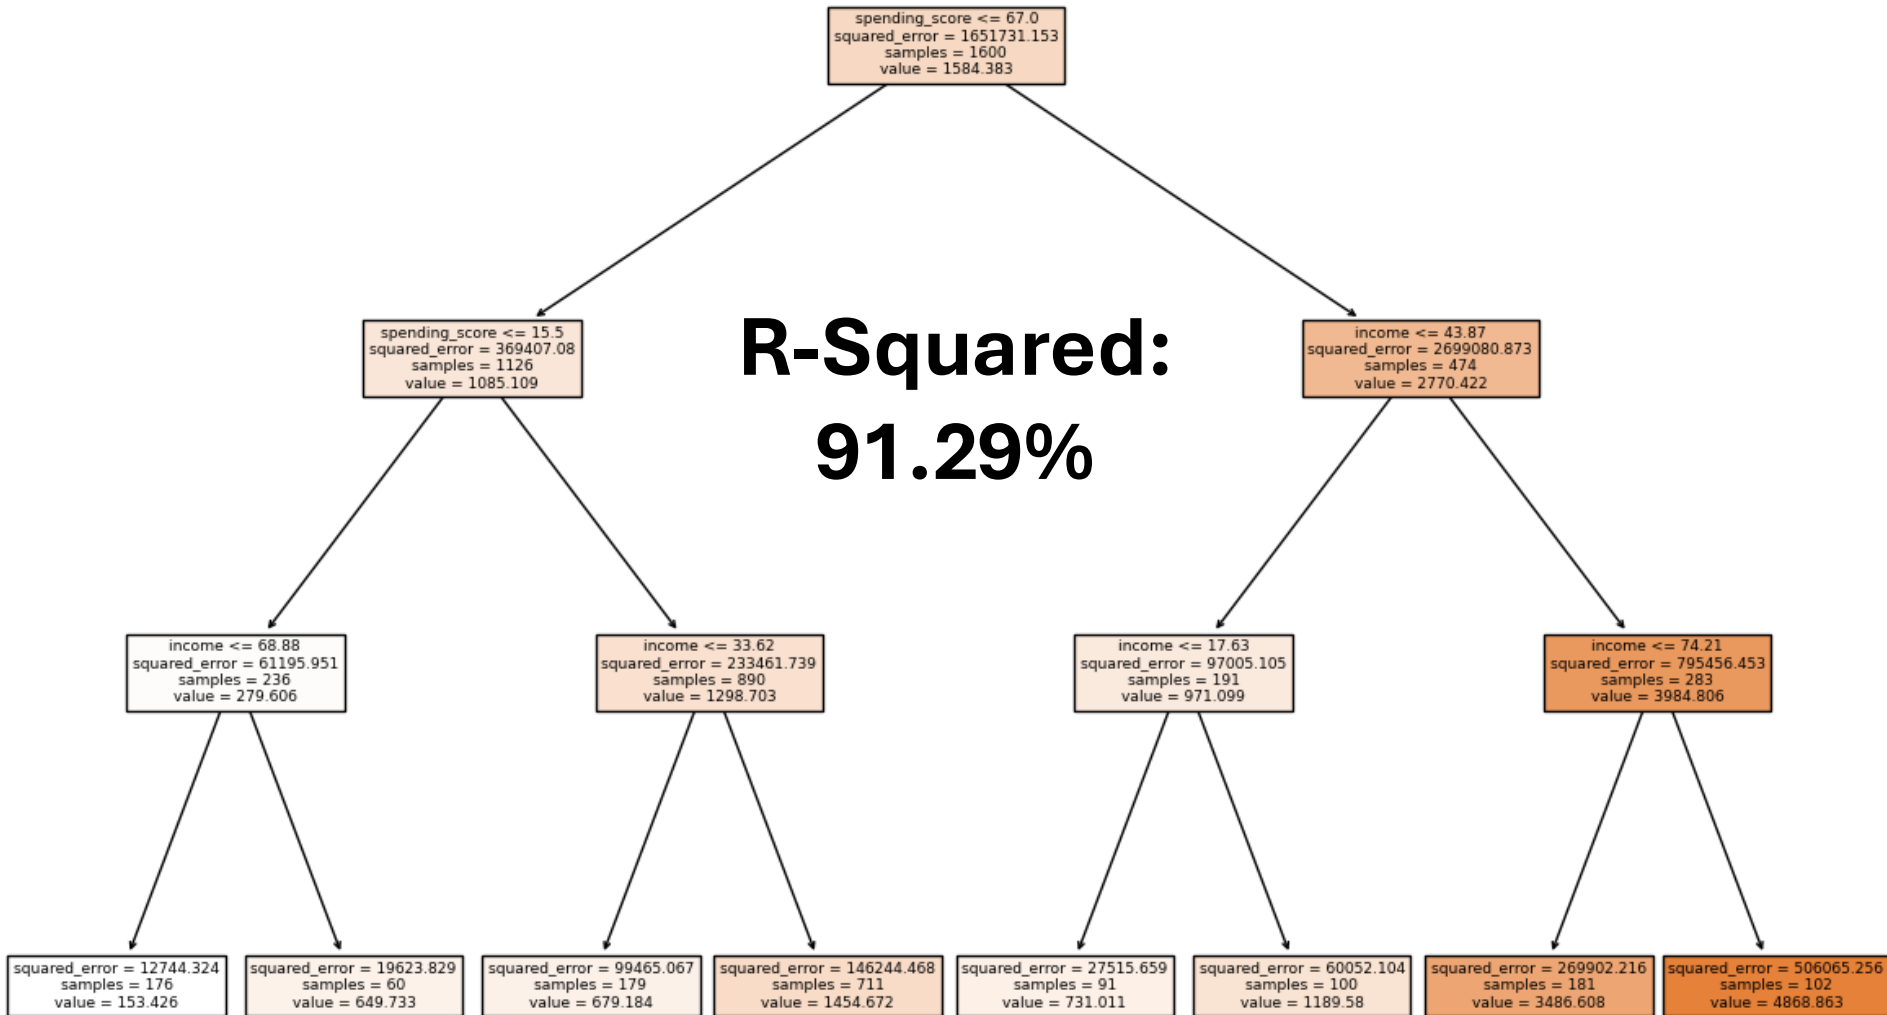 spending_score <= 67.0
squared_error = 1651731.153
samples = 1600
value = 1584.383
spending_score <= 15.5
squared_error = 369407.08
samples = 1126
value = 1085.109
R-Squared:
91.29%
income <= 43.87
squared_error = 2699080.873
samples = 474
value = 2770.422
income <= 68.88
squared_error = 61195.951
samples = 236
value = 279.606
income <= 33.62
squared_error = 233461.739
samples = 890
value = 1298.703
income <= 17.63
squared_error = 97005.105
samples = 191
value = 971.099
income <= 74.21
squared_error = 795456.453
samples = 283
value = 3984.806
squared_error = 12744.324
samples = 176
value = 153.426
squared_error = 19623.829
samples = 60
value = 649.733
squared_error = 99465.067
samples = 179
value = 679.184
squared_error = 146244.468
samples = 711
value = 1454.672
squared_error = 27515.659
samples = 91
value = 731.011
squared_error = 60052.104
samples = 100
value = 1189.58
squared_error = 269902.216
samples = 181
value = 3486.608
squared_error = 506065.256
samples = 102
value = 4868.863